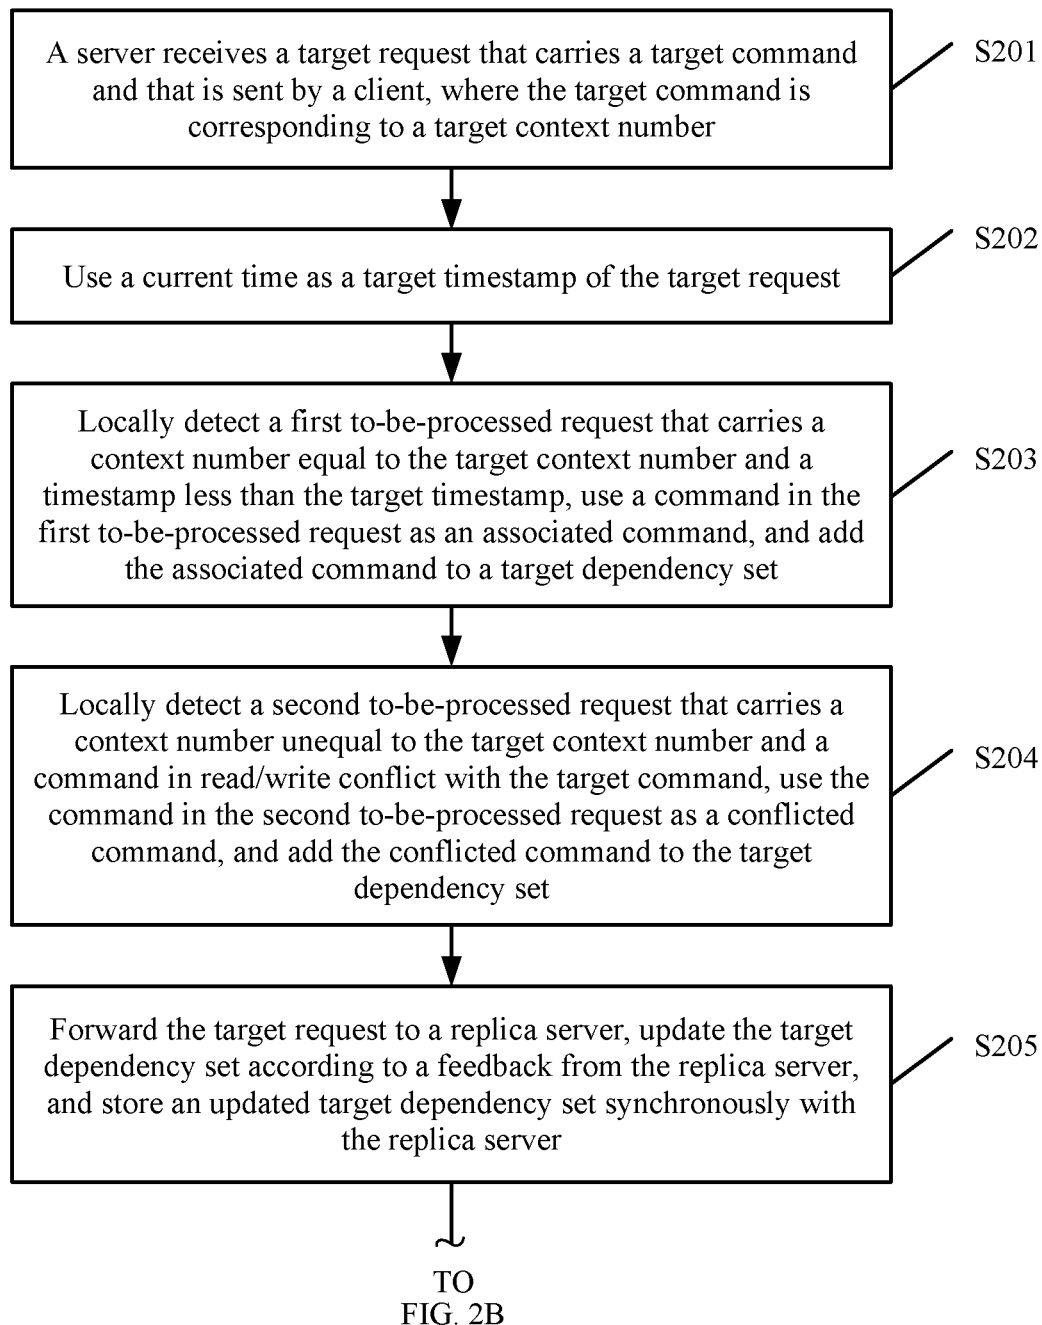 A server receives a target request that carries a target command
and that is sent by a client, where the target command is
corresponding to a target context number
S201
Use a current time as a target timestamp of the target request
S202
Locally detect a first to-be-processed request that carries a
context number equal to the target context number and a
timestamp less than the target timestamp, use a command in the
first to-be-processed request as an associated command, and add
the associated command to a target dependency set
S203
Locally detect a second to-be-processed request that carries a
context number unequal to the target context number and a
command in read/write conflict with the target command, use the
command in the second to-be-processed request as a conflicted
command, and add the conflicted command to the target
dependency set
S204
Forward the target request to a replica server, update the target
dependency set according to a feedback from the replica server,
and store an updated target dependency set synchronously with
the replica server
S205
TO
FIG. 2B